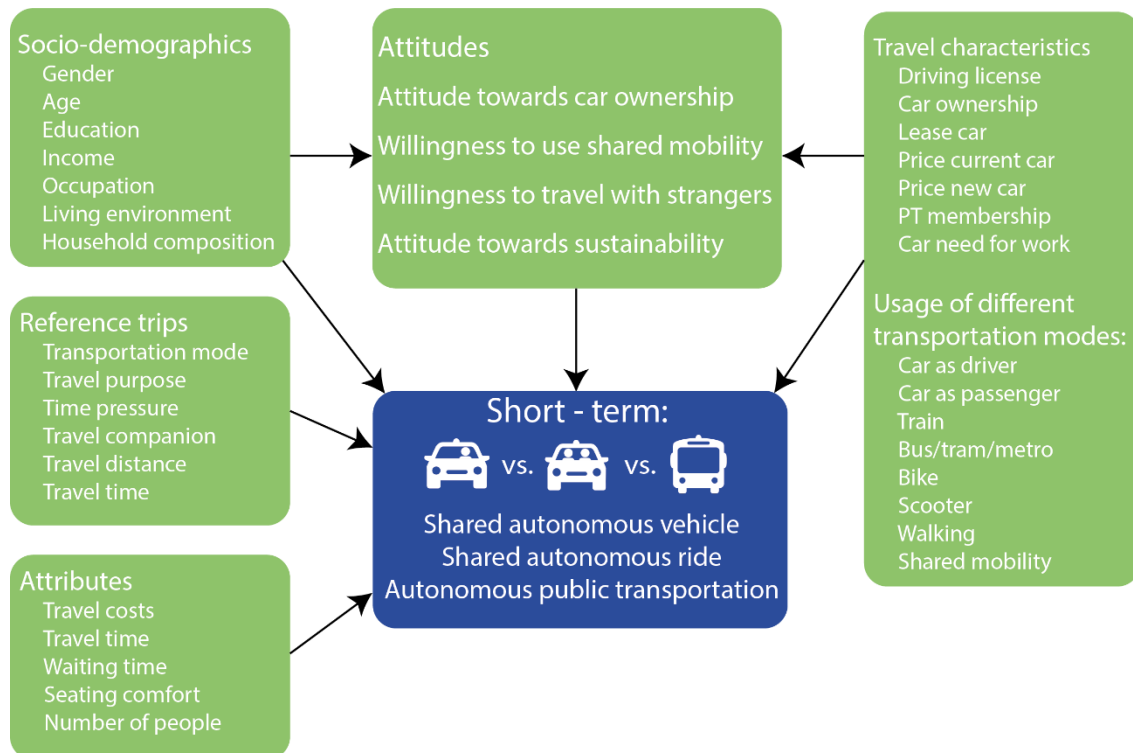 Socio-demographics
Gender
Age
Education
Income
Occupation
Living environment
Household composition
Attitudes
Attitude towards car ownership
Willingness to use shared mobility
Willingness to travel with strangers
Attitude towards sustainability
Travel characteristics
Driving license
Car ownership
Lease car
Price current car
Price new car
PT membership
Car need for work
Usage of different
transportation modes:
Car as driver
Car as passenger
Train
Bus/tram/metro
Bike
Scooter
Walking
Shared mobility
Reference trips
Transportation mode
Travel purpose
Time pressure
Travel companion
Travel distance
Travel time
Short - term:
vs. vs.
Shared autonomous vehicle
Shared autonomous ride
Autonomous public transportation
Attributes
Travel costs
Travel time
Waiting time
Seating comfort
Number of people